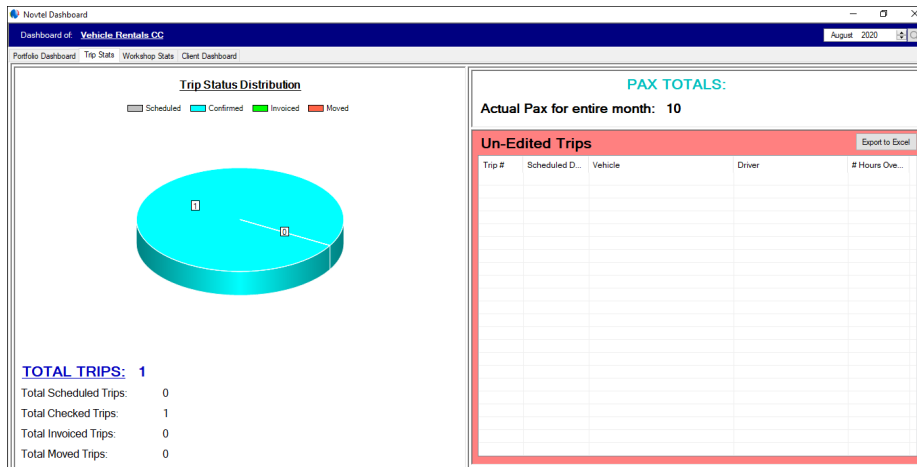 Novtel Dashboard
Dashboard of: Vehicle Rentals CC
August 2020
Portfolio Dashboard Trip Stats Workshop Stats Client Dashboard
Trip Status Distribution
Scheduled Confirmed Invoiced Moved
1
0
TOTAL TRIPS: 1
Total Scheduled Trips: 0
Total Checked Trips: 1
Total Invoiced Trips: 0
Total Moved Trips: 0
PAX TOTALS:
Actual Pax for entire month: 10
Un-Edited Trips
Export to Excel
Trip # Scheduled D... Vehicle Driver # Hours Ove...